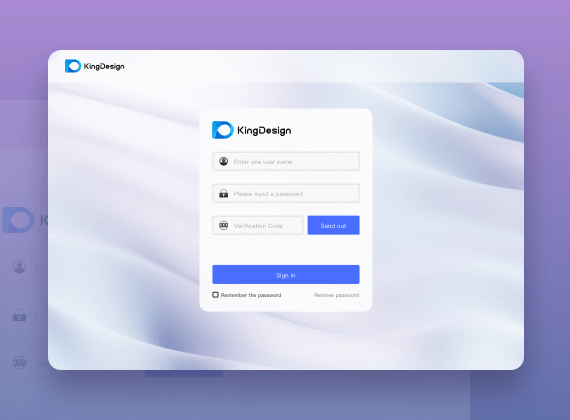 KingDesign
KingDesign
Enter one user name
Please input a password
Verification Code
Send out
Sign in
Remember the password
Retrieve password